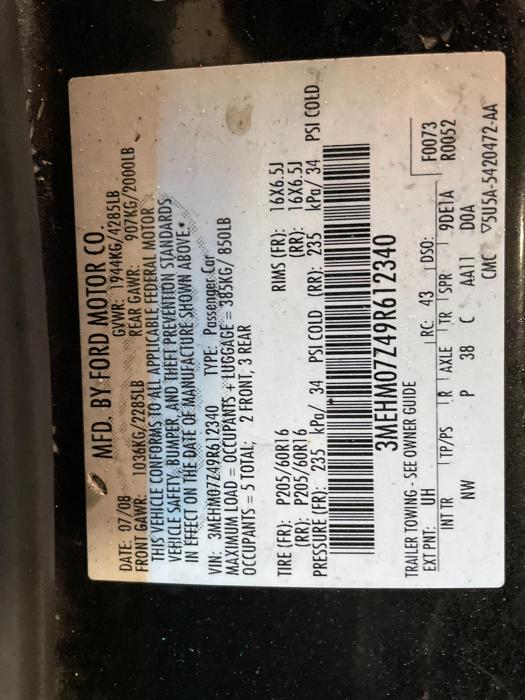 MFD. BY FORD MOTOR CO.
DATE: 07/08 GVWR: 1944KG/4285LB
FRONT GAWR: 1036KG/2285LB REAR GAWR: 907KG/2000LB
THIS VEHICLE CONFORMS TO ALL APPLICABLE FEDERAL MOTOR
VEHICLE SAFETY, BUMPER, AND THEFT PREVENTION STANDARDS
IN EFFECT ON THE DATE OF MANUFACTURE SHOWN ABOVE.
VIN: 3MEHM07Z49R612340 TYPE: Passenger Car
MAXIMUM LOAD = OCCUPANTS + LUGGAGE = 385KG/ 850LB
OCCUPANTS = 5 TOTAL; 2 FRONT, 3 REAR
TIRE (FR): P205/60R16 RIMS (FR): 16X6.5J
(RR): P205/60R16 (RR): 16X6.5J
PRESSURE (FR): 235 kPa/ 34 PSI COLD (RR): 235 kPa/ 34 PSI COLD
3MEHM07Z49R612340
TRAILER TOWING - SEE OWNER GUIDE F0073
EXT PNT: UH RC: 43 DSO: R0052
INT TR TP/PS R AXLE TR SPR 9DE1A
NW P 38 C AA11 D0A
CMC ▽5U5A-5420472-AA